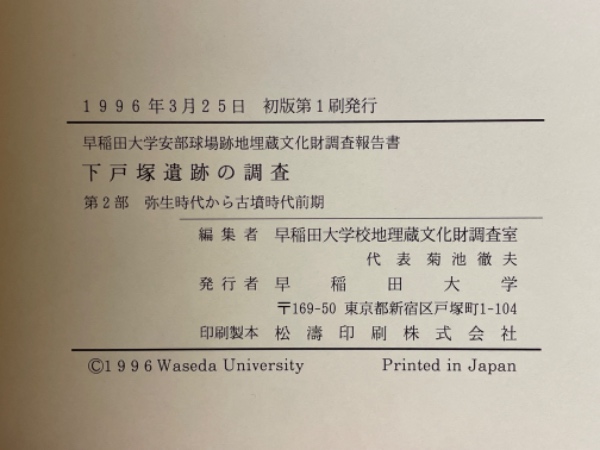 1996年3月25日 初版第1刷発行
早稲田大学安部球場跡地埋蔵文化財調査報告書
下戸塚遺跡の調査
第2部 弥生時代から古墳時代前期
編集者 早稲田大学校地埋蔵文化財調査室
代表 菊池徹夫
発行者 早稲田大学
〒169-50 東京都新宿区戸塚町1-104
印刷製本 松濤印刷株式会社
©1996 Waseda University Printed in Japan